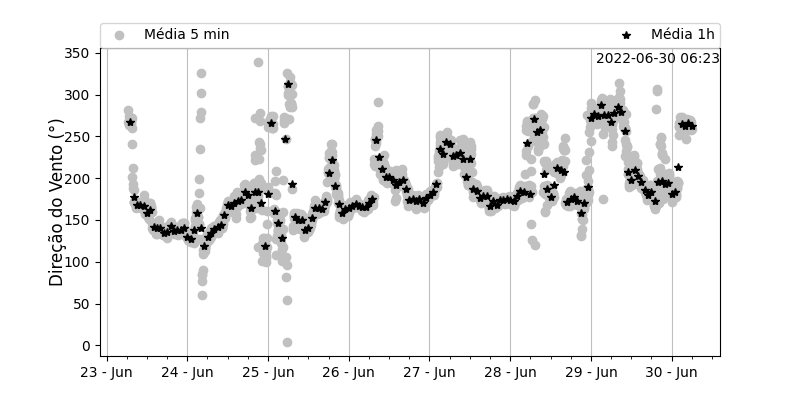 Média 5 min
Média 1h
2022-06-30 06:23
Direção do Vento (°)
350
300
250
200
150
100
50
0
23 - Jun
24 - Jun
25 - Jun
26 - Jun
27 - Jun
28 - Jun
29 - Jun
30 - Jun